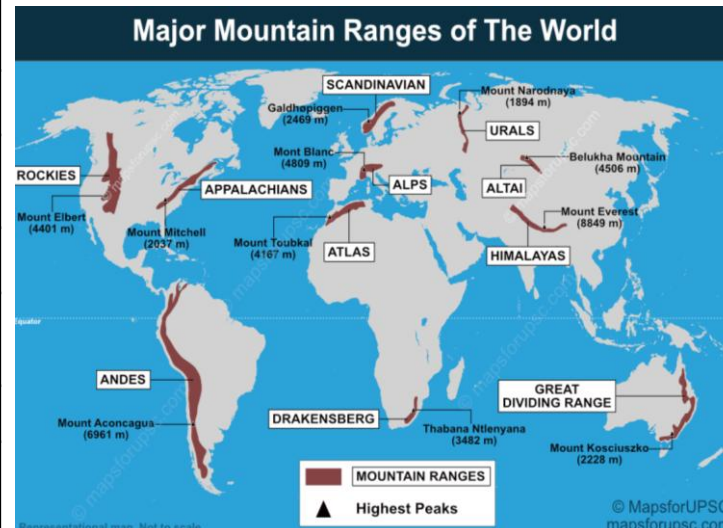 Major Mountain Ranges of The World
SCANDINAVIAN
Galdhøpiggen
(2469 m)
Mount Narodnaya
(1894 m)
URALS
Mont Blanc
(4809 m)
ALPS
Belukha Mountain
(4506 m)
ALTAI
ROCKIES
Mount Elbert
(4401 m)
APPALACHIANS
Mount Mitchell
(2037 m)
Mount Toubkal
(4167 m)
ATLAS
Mount Everest
(8849 m)
HIMALAYAS
Equator
ANDES
Mount Aconcagua
(6961 m)
DRAKENSBERG
Thabana Ntlenyana
(3482 m)
GREAT
DIVIDING RANGE
Mount Kosciuszko
(2228 m)
MOUNTAIN RANGES
Highest Peaks
© MapsforUPSC
mapsforupsc.com
Representational map, Not to scale
© mapsforupsc.com